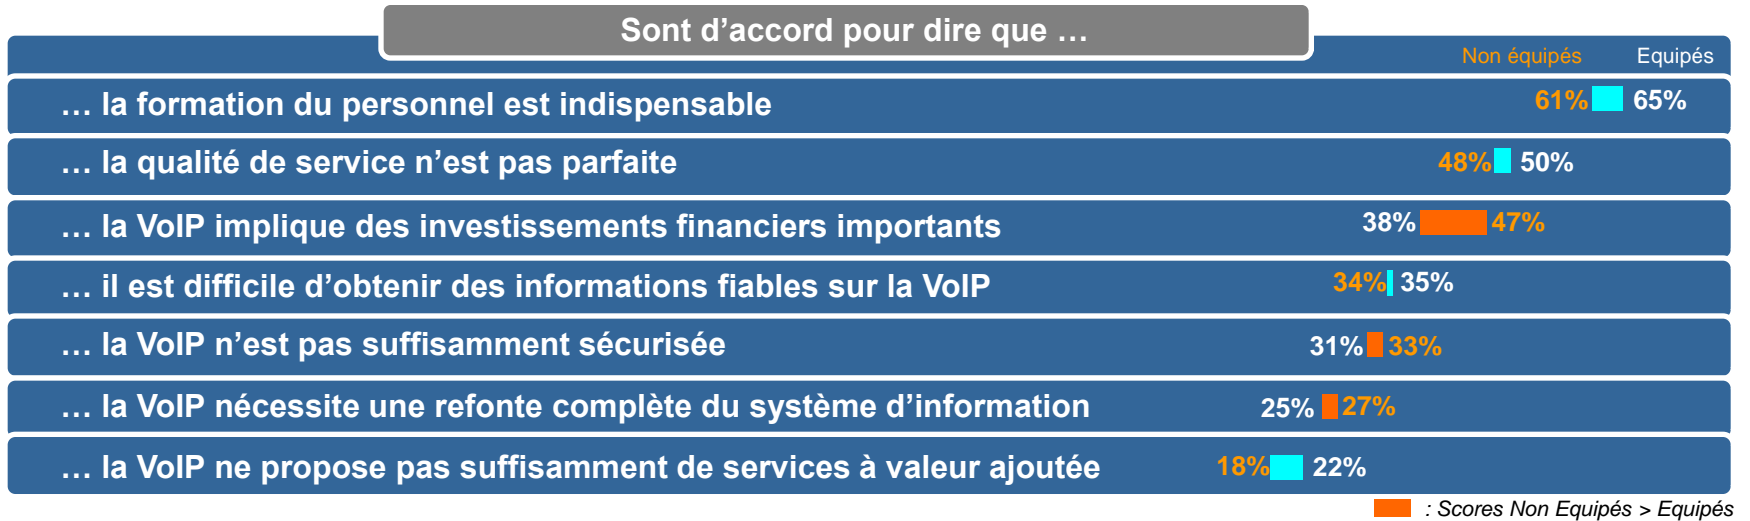 Sont d’accord pour dire que …
Non équipés Equipés
… la formation du personnel est indispensable 61% 65%
… la qualité de service n’est pas parfaite 48% 50%
… la VoIP implique des investissements financiers importants 38% 47%
… il est difficile d’obtenir des informations fiables sur la VoIP 34% 35%
… la VoIP n’est pas suffisamment sécurisée 31% 33%
… la VoIP nécessite une refonte complète du système d’information 25% 27%
… la VoIP ne propose pas suffisamment de services à valeur ajoutée 18% 22%
: Scores Non Equipés > Equipés